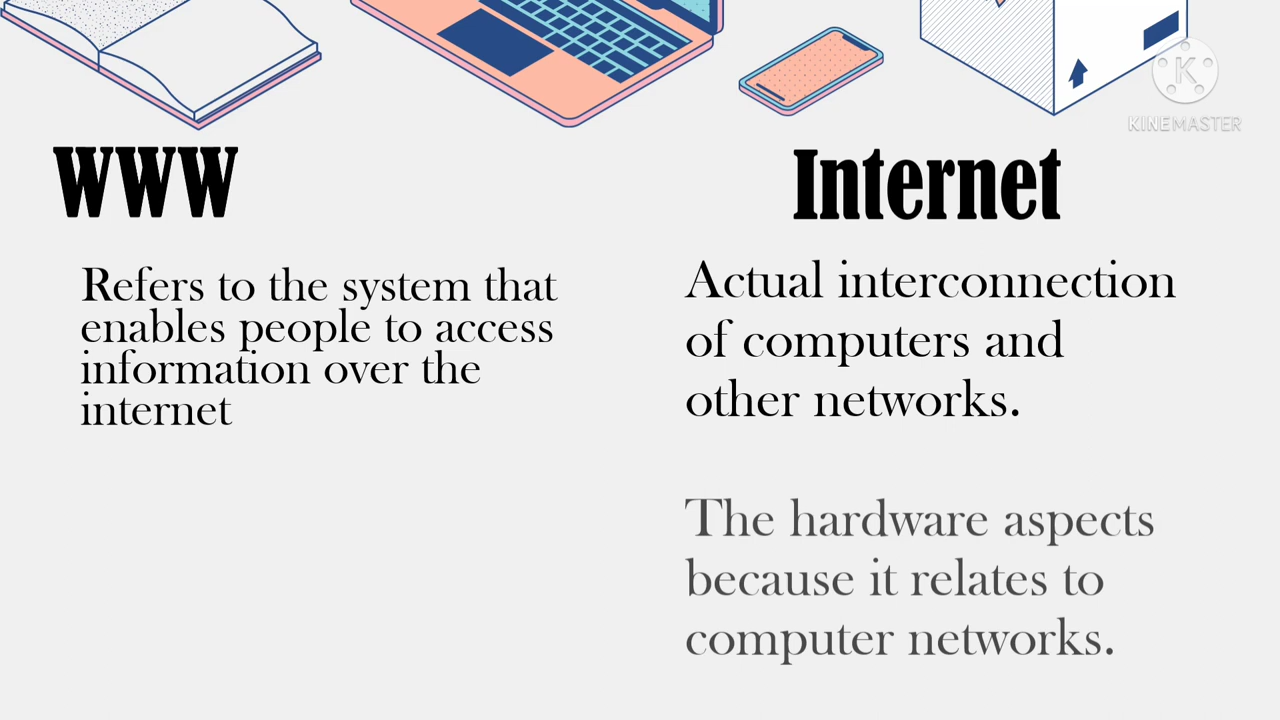 KINEMASTER
WWW
Refers to the system that
enables people to access
information over the
internet
Internet
Actual interconnection
of computers and
other networks.
The hardware aspects
because it relates to
computer networks.